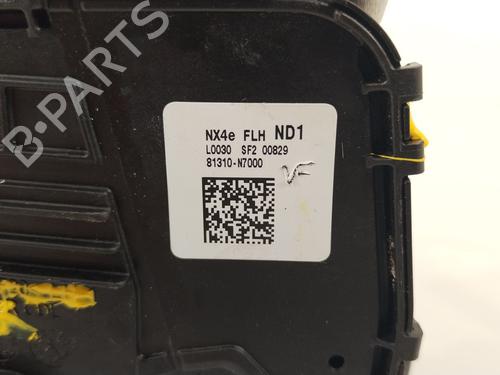 NX4e FLH ND1
L0030 SF2 00829
81310-N7000
VF
B-PARTS